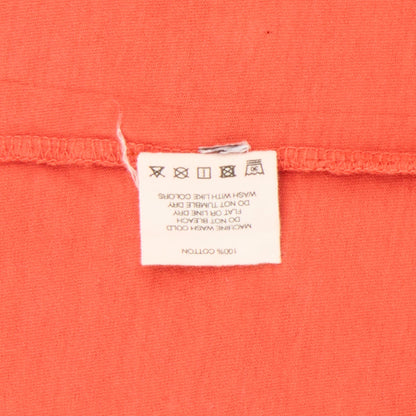 100% COTTON
MACHINE WASH COLD
DO NOT BLEACH
FLAT OR LINE DRY
DO NOT TUMBLE DRY
WASH WITH LIKE COLORS